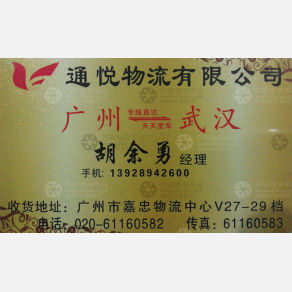 通悦物流有限公司
广州 专线直达 天天发车 武汉
胡余勇 经理
手机: 13928942600
收货地址: 广州市嘉忠物流中心V27-29档
电话: 020-61160582 传真: 61160583